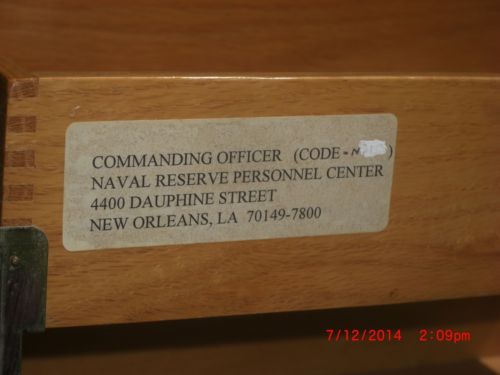 COMMANDING OFFICER (CODE - )
NAVAL RESERVE PERSONNEL CENTER
4400 DAUPHINE STREET
NEW ORLEANS, LA 70149-7800
7/12/2014 2:09pm